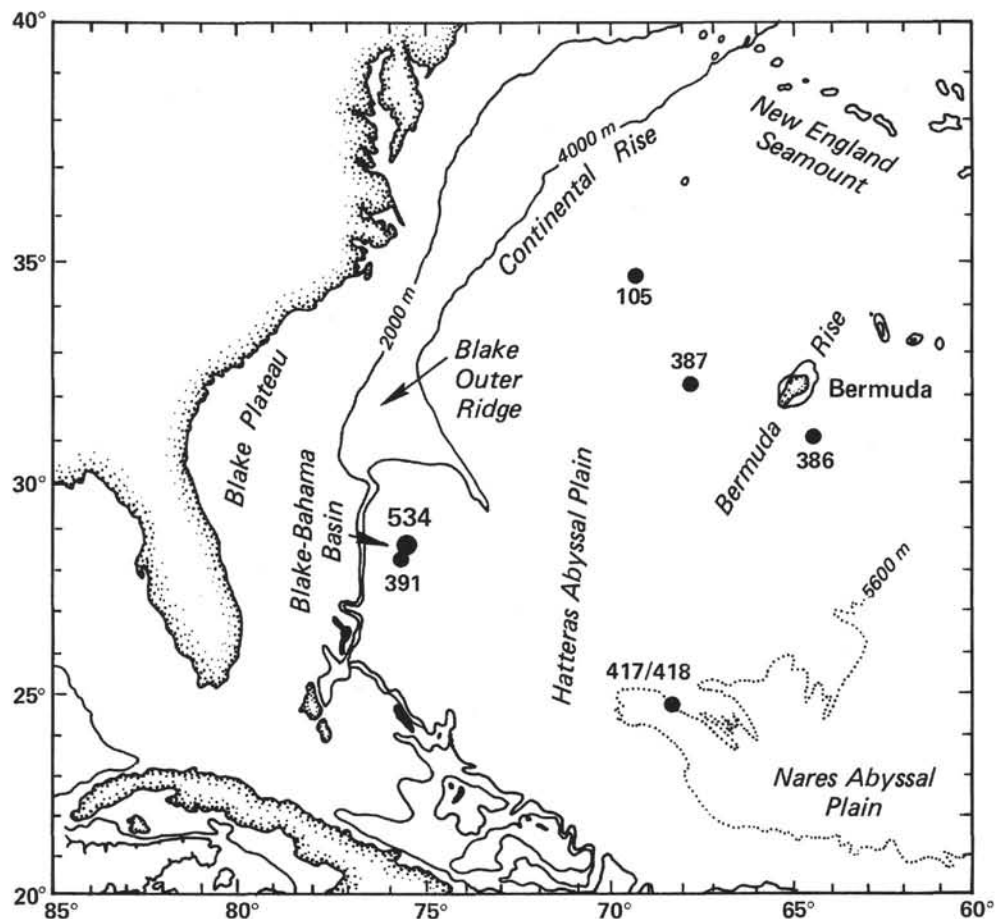 40°
35°
30°
25°
20°
85°
80°
75°
70°
65°
60°
New England
Seamount
4000 m
Continental Rise
2000 m
105
387
Blake
Outer
Ridge
Blake Plateau
Bermuda Rise
Bermuda
386
Blake-Bahama
Basin
534
391
Hatteras Abyssal Plain
5600 m
417/418
Nares Abyssal
Plain